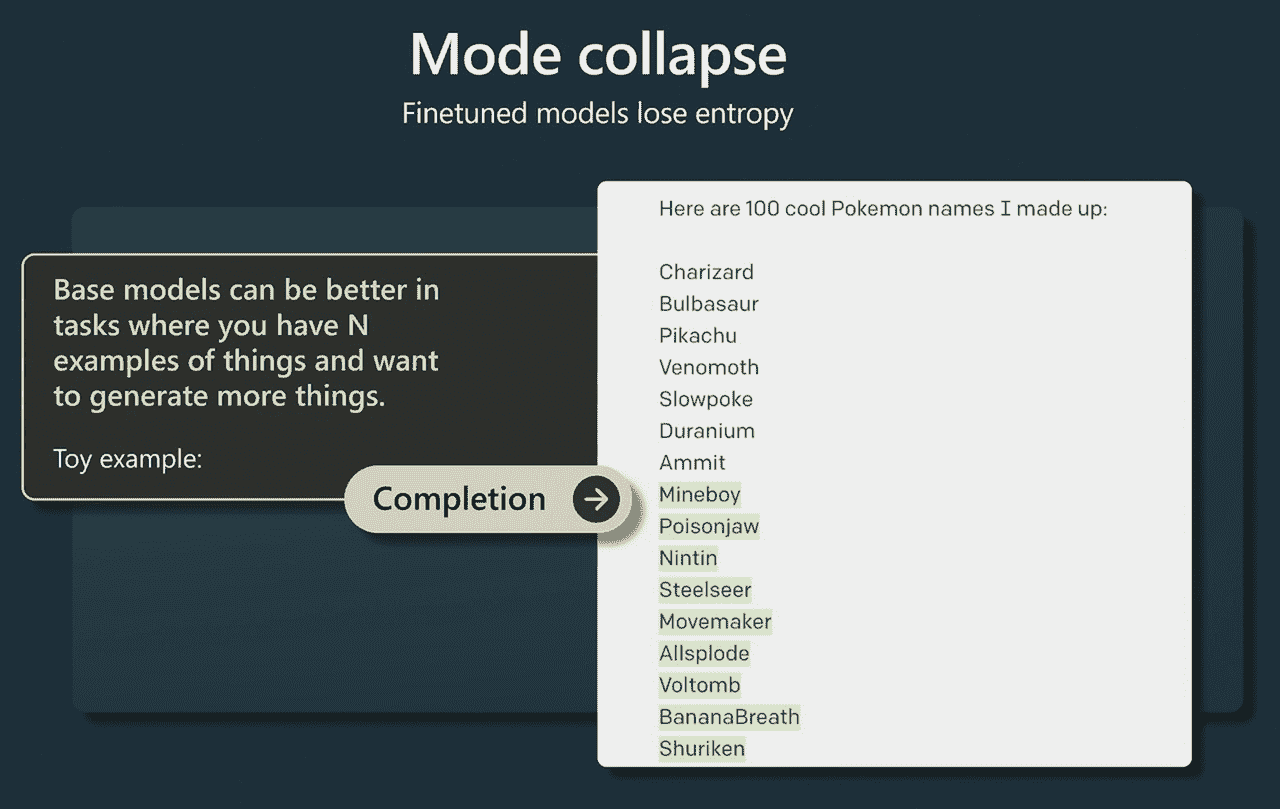 Mode collapse
Finetuned models lose entropy
Base models can be better in
tasks where you have N
examples of things and want
to generate more things.
Toy example:
Completion
Here are 100 cool Pokemon names I made up:
Charizard
Bulbasaur
Pikachu
Venomoth
Slowpoke
Duranium
Ammit
Mineboy
Poisonjaw
Nintin
Steelseer
Movemaker
Allsplode
Voltomb
BananaBreath
Shuriken